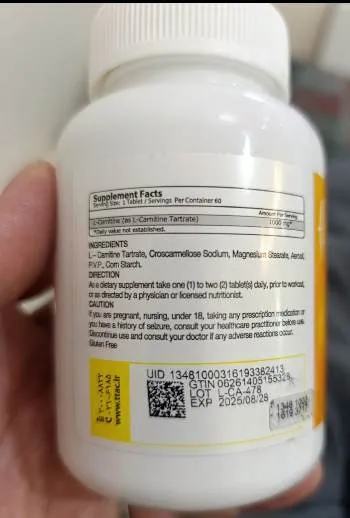 Supplement Facts
Serving Size: 1 Tablet / Servings Per Container 60
Amount Per Serving
L-Carnitine (as L-Carnitine Tartrate) 1000 mg*
*Daily value not established.
INGREDIENTS
L – Carnitine Tartrate, Croscarmellose Sodium, Magnesium Stearate, Aerosil,
P.V.P., Corn Starch.
DIRECTION
As a dietary supplement take one (1) to two (2) tablet(s) daily, prior to workout,
or as directed by a physician or licensed nutritionist.
CAUTION
If you are pregnant, nursing, under 18, taking any prescription medication or
you have a history of seizure, consult your healthcare practitioner before use.
Discontinue use and consult your doctor if any adverse reactions occur.
Gluten Free
UID 13481000316193382413
GTIN 06261405155329
LOT L-CA-478
EXP 2025/08/28
www.ttac.ir